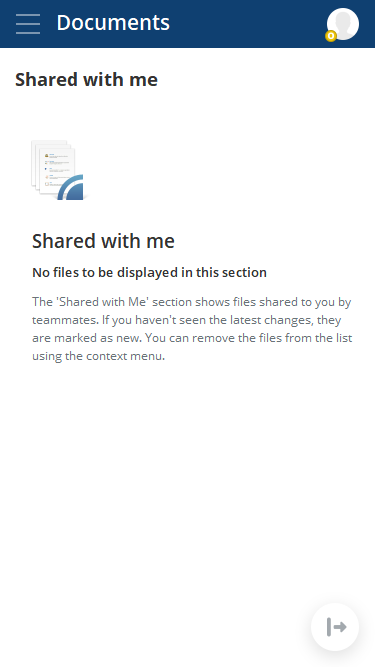 Documents
Shared with me
Shared with me
No files to be displayed in this section
The 'Shared with Me' section shows files shared to you by
teammates. If you haven't seen the latest changes, they
are marked as new. You can remove the files from the list
using the context menu.